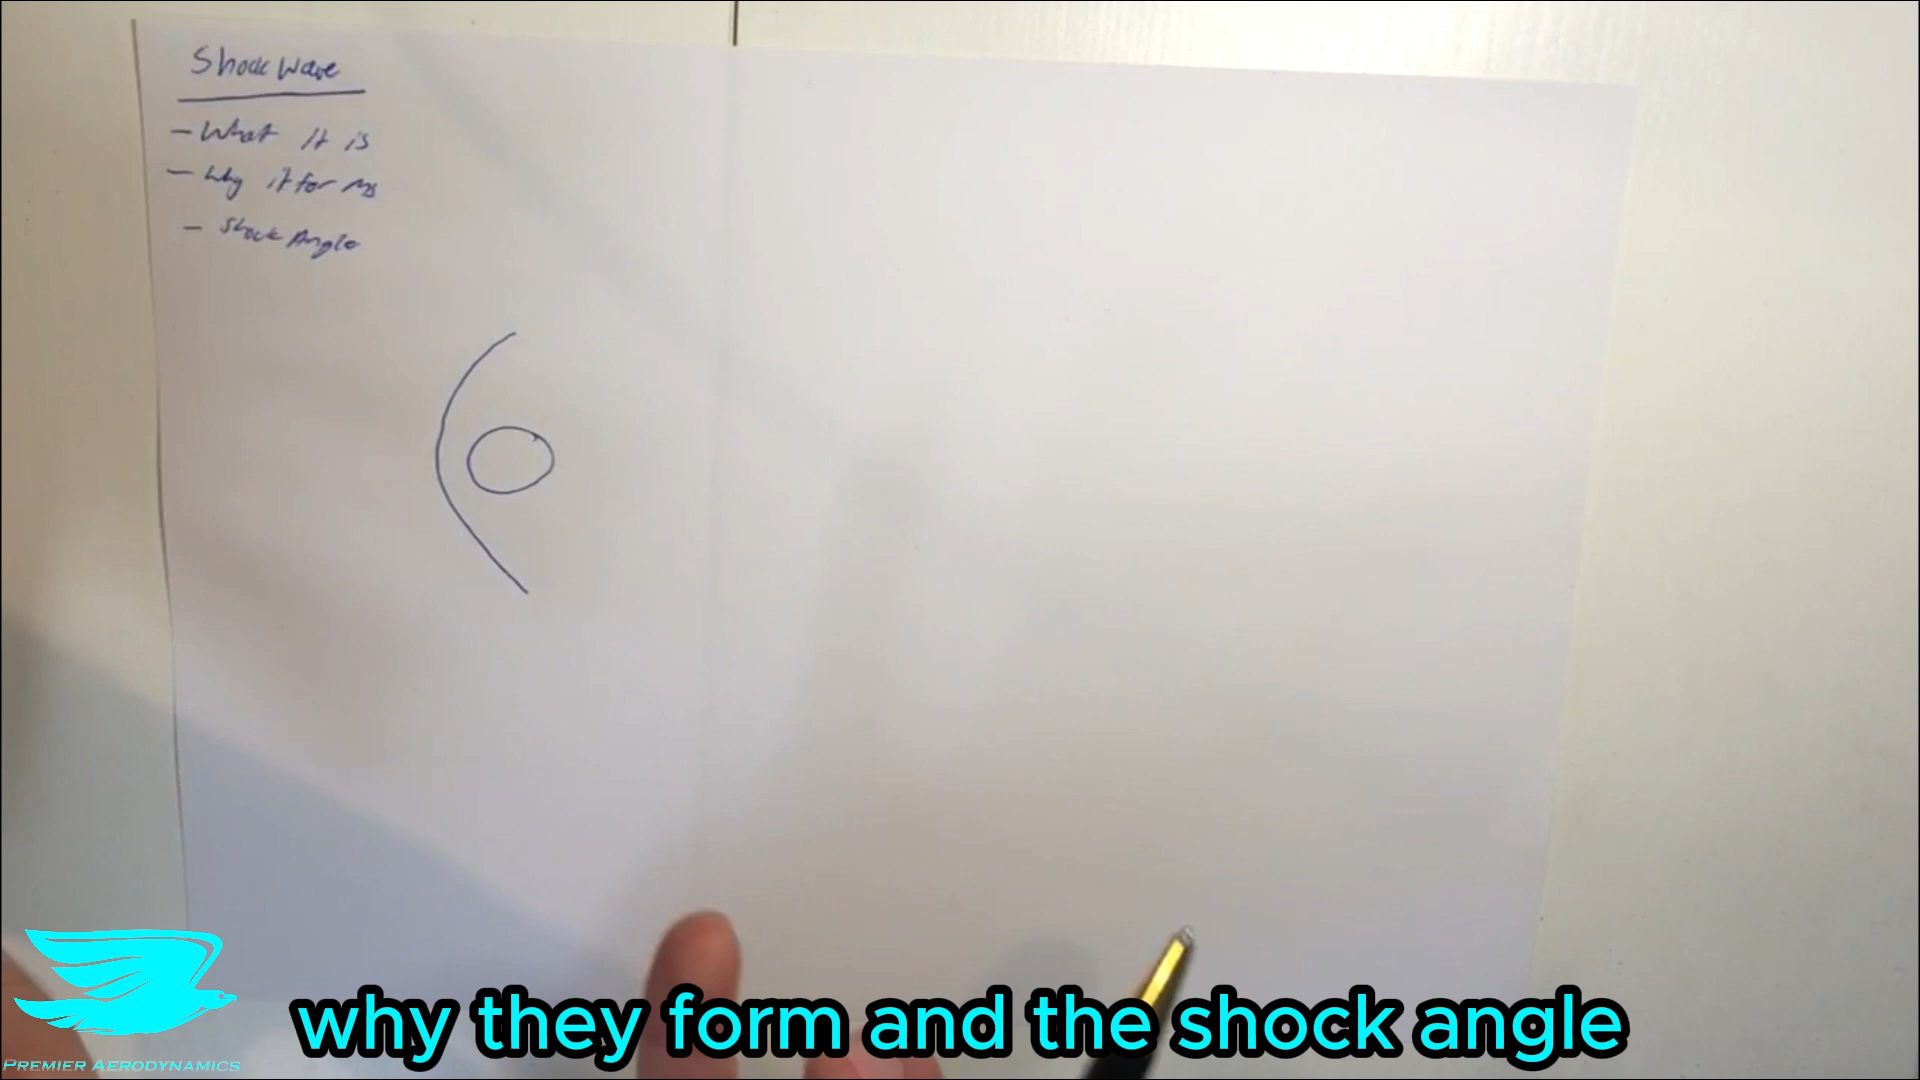 Shock Wave
- What it is
- Why it forms
- Shock Angle
why they form and the shock angle
PREMIER AERODYNAMICS